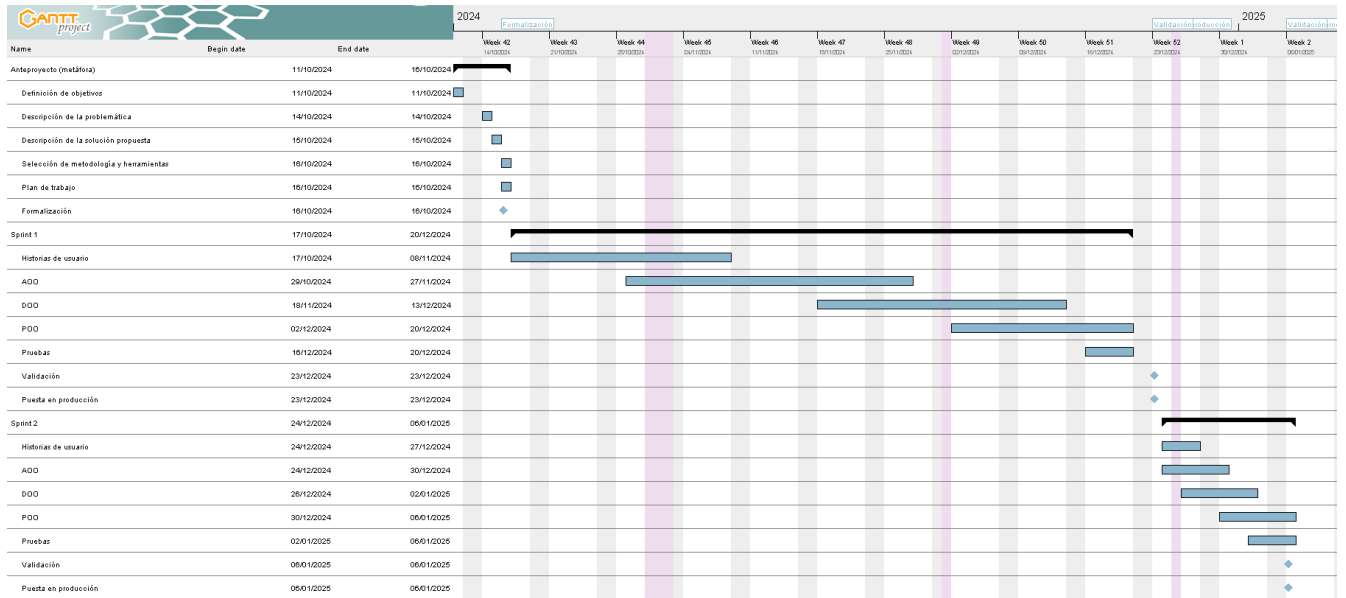 GANTT project
2024
2025
Formalización
Validación
roducción
Validación
Name Begin date End date
Week 42 Week 43 Week 44 Week 45 Week 46 Week 47 Week 48 Week 49 Week 50 Week 51 Week 52 Week 1 Week 2
14/10/2024 21/10/2024 28/10/2024 04/11/2024 11/11/2024 18/11/2024 25/11/2024 02/12/2024 09/12/2024 16/12/2024 23/12/2024 30/12/2024 06/01/2025
Anteproyecto (metáfora) 11/10/2024 16/10/2024
Definición de objetivos 11/10/2024 11/10/2024
Descripción de la problemática 14/10/2024 14/10/2024
Descripción de la solución propuesta 15/10/2024 15/10/2024
Selección de metodología y herramientas 16/10/2024 16/10/2024
Plan de trabajo 16/10/2024 16/10/2024
Formalización 16/10/2024 16/10/2024
Sprint 1 17/10/2024 20/12/2024
Historias de usuario 17/10/2024 08/11/2024
AOO 29/10/2024 27/11/2024
DOO 18/11/2024 13/12/2024
POO 02/12/2024 20/12/2024
Pruebas 16/12/2024 20/12/2024
Validación 23/12/2024 23/12/2024
Puesta en producción 23/12/2024 23/12/2024
Sprint 2 24/12/2024 06/01/2025
Historias de usuario 24/12/2024 27/12/2024
AOO 24/12/2024 30/12/2024
DOO 26/12/2024 02/01/2025
POO 30/12/2024 06/01/2025
Pruebas 02/01/2025 06/01/2025
Validación 06/01/2025 06/01/2025
Puesta en producción 06/01/2025 06/01/2025